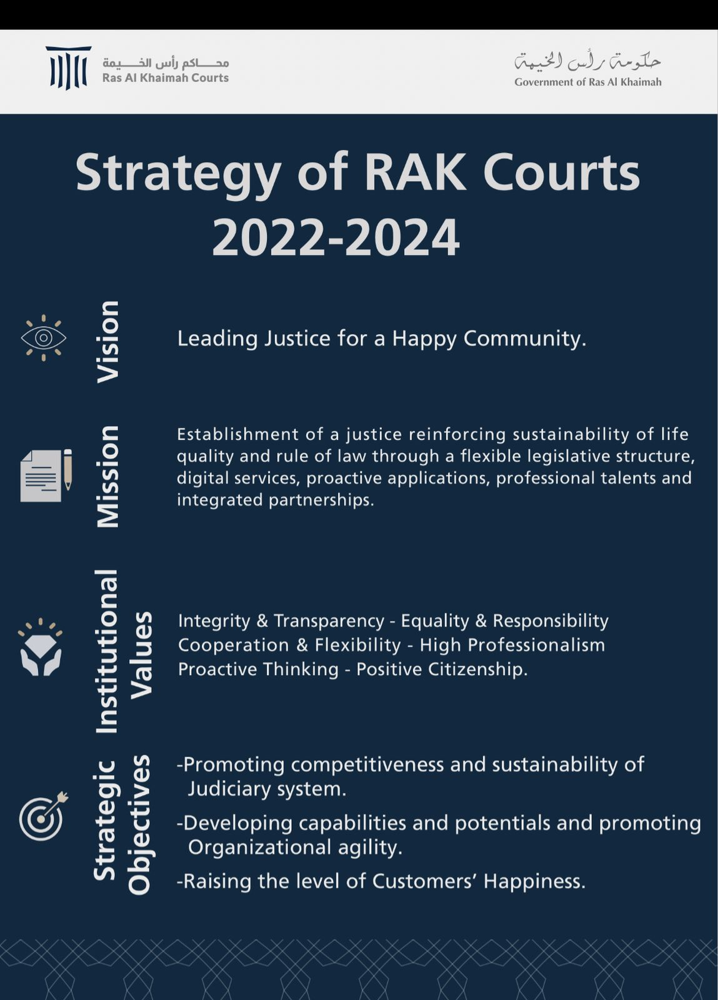 محـــاكم رأس الخـــيمة
Ras Al Khaimah Courts
حكومة رأس الخيمة
Government of Ras Al Khaimah
Strategy of RAK Courts
2022-2024
Vision
Leading Justice for a Happy Community.
Mission
Establishment of a justice reinforcing sustainability of life
quality and rule of law through a flexible legislative structure,
digital services, proactive applications, professional talents and
integrated partnerships.
Institutional
Values
Integrity & Transparency - Equality & Responsibility
Cooperation & Flexibility - High Professionalism
Proactive Thinking - Positive Citizenship.
Strategic
Objectives
-Promoting competitiveness and sustainability of
Judiciary system.
-Developing capabilities and potentials and promoting
Organizational agility.
-Raising the level of Customers’ Happiness.